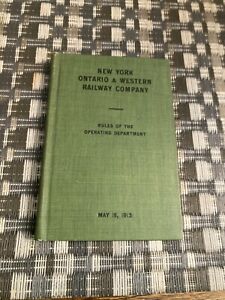 NEW YORK
ONTARIO & WESTERN
RAILWAY COMPANY
RULES OF THE
OPERATING DEPARTMENT
MAY 15, 1913